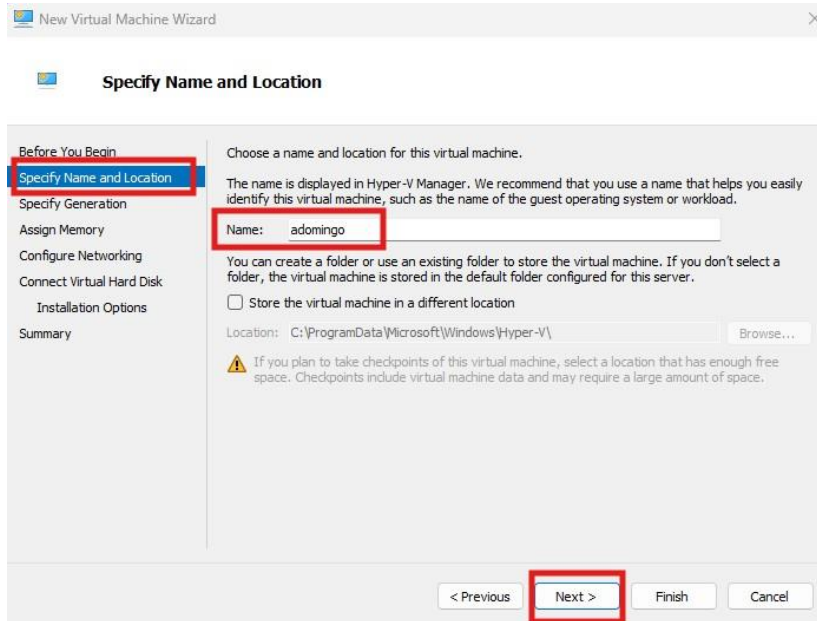 New Virtual Machine Wizard
Specify Name and Location
Before You Begin
Specify Name and Location
Specify Generation
Assign Memory
Configure Networking
Connect Virtual Hard Disk
Installation Options
Summary
Choose a name and location for this virtual machine.
The name is displayed in Hyper-V Manager. We recommend that you use a name that helps you easily
identify this virtual machine, such as the name of the guest operating system or workload.
Name: adomingo
You can create a folder or use an existing folder to store the virtual machine. If you don't select a
folder, the virtual machine is stored in the default folder configured for this server.
Store the virtual machine in a different location
Location: C:\ProgramData\Microsoft\Windows\Hyper-V\ Browse...
If you plan to take checkpoints of this virtual machine, select a location that has enough free
space. Checkpoints include virtual machine data and may require a large amount of space.
< Previous Next > Finish Cancel